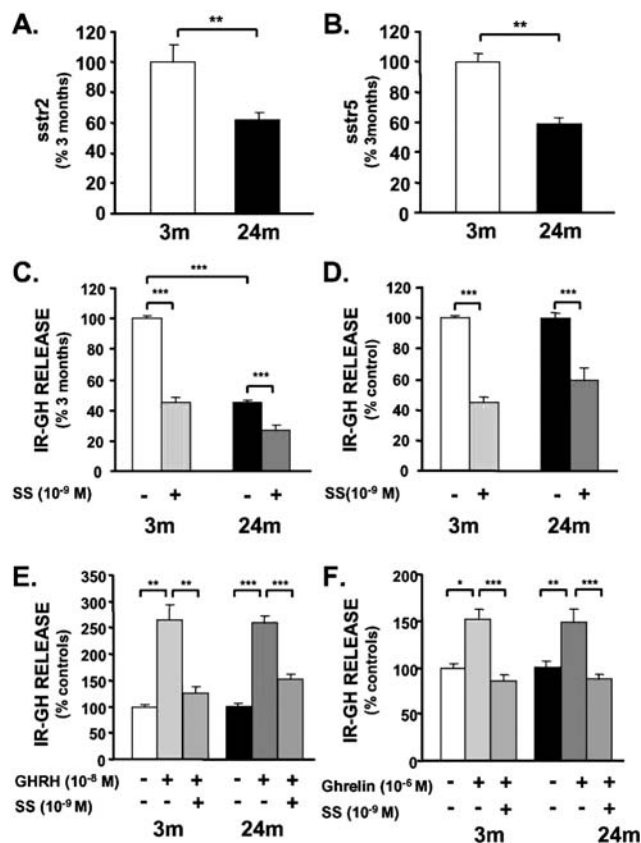 A.
**
sstr2
(% 3 months)
120
100
80
60
40
20
0
3m 24m
B.
**
sstr5
(% 3months)
120
100
80
60
40
20
0
3m 24m
C.
***
***
***
IR-GH RELEASE
(% 3 months)
120
100
80
60
40
20
0
SS (10⁻⁹ M) - + - +
3m 24m
D.
*** ***
IR-GH RELEASE
(% control)
120
100
80
60
40
20
0
SS(10⁻⁹ M) - + - +
3m 24m
E.
** ** *** ***
IR-GH RELEASE
(% controls)
350
300
250
200
150
100
50
0
GHRH (10⁻⁸ M) - + + - + +
SS (10⁻⁹ M) + +
3m 24m
F.
* *** ** ***
IR-GH RELEASE
(% controls)
200
150
100
50
0
Ghrelin (10⁻⁶ M) - + + - + +
SS (10⁻⁹ M) + +
3m 24m